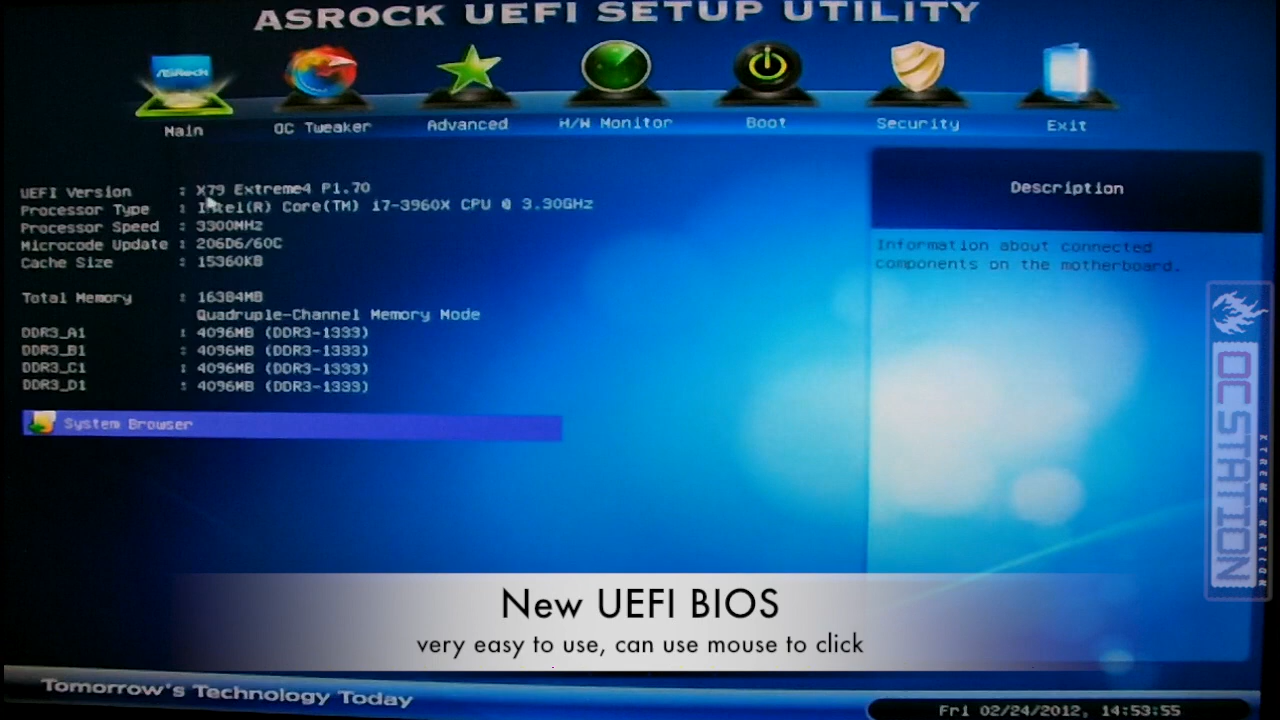 ASROCK UEFI SETUP UTILITY
ASRock
Main OC Tweaker Advanced H/W Monitor Boot Security Exit
UEFI Version : X79 Extreme4 P1.70
Processor Type : Intel(R) Core(TM) i7-3960X CPU @ 3.30GHz
Processor Speed : 3300MHz
Microcode Update : 206D6/60C
Cache Size : 15360KB
Total Memory : 16384MB
Quadruple-Channel Memory Mode
DDR3_A1 : 4096MB (DDR3-1333)
DDR3_B1 : 4096MB (DDR3-1333)
DDR3_C1 : 4096MB (DDR3-1333)
DDR3_D1 : 4096MB (DDR3-1333)
System Browser
Description
Information about connected
components on the motherboard.
OCSTATION
XTREME NATION
New UEFI BIOS
very easy to use, can use mouse to click
Tomorrow's Technology Today
Fri 02/24/2012, 14:53:55